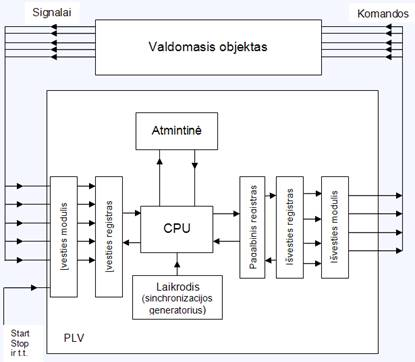 Signalai
Komandos
Valdomasis objektas
Atmintinė
CPU
Laikrodis
(sinchronizacijos
generatorius)
Įvesties modulis
Įvesties registras
Pagalbinis registras
Išvesties registras
Išvesties modulis
Start
Stop
ir t.t.
PLV